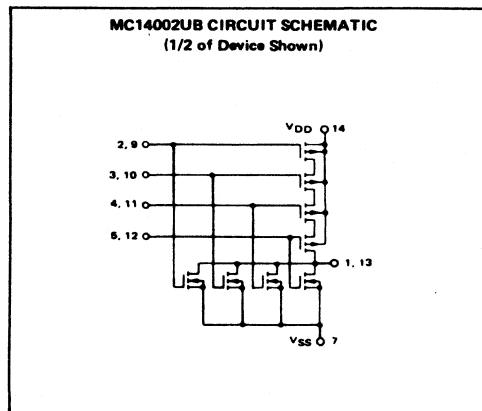 MC14002UB CIRCUIT SCHEMATIC
(1/2 of Device Shown)
VDD 14
2, 9
3, 10
4, 11
5, 12
1, 13
VSS 7